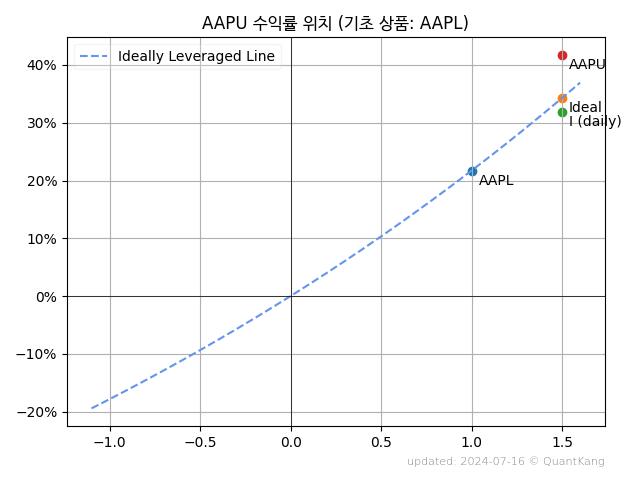 AAPU 수익률 위치 (기초 상품: AAPL)
Ideally Leveraged Line
40%
30%
20%
10%
0%
−10%
−20%
AAPU
Ideal
I (daily)
AAPL
−1.0
−0.5
0.0
0.5
1.0
1.5
updated: 2024-07-16 © QuantKang